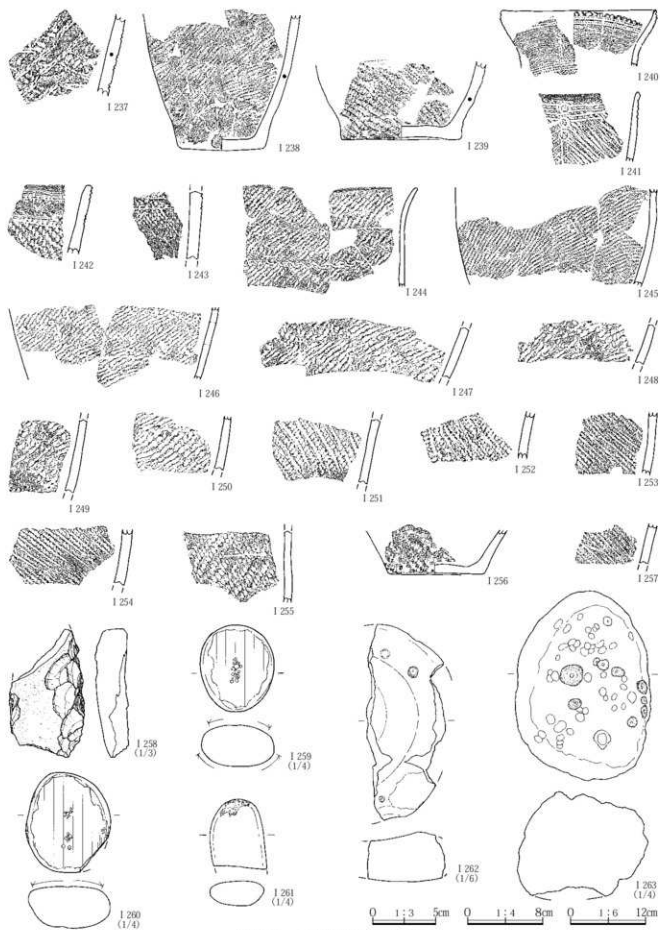 I 237
I 238
I 239
I 240
I 241
I 242
I 243
I 244
I 245
I 246
I 247
I 248
I 249
I 250
I 251
I 252
I 253
I 254
I 255
I 256
I 257
I 258
(1/3)
I 259
(1/4)
I 260
(1/4)
I 261
(1/4)
I 262
(1/6)
I 263
(1/4)
0 1:3 5cm
0 1:4 8cm
0 1:6 12cm